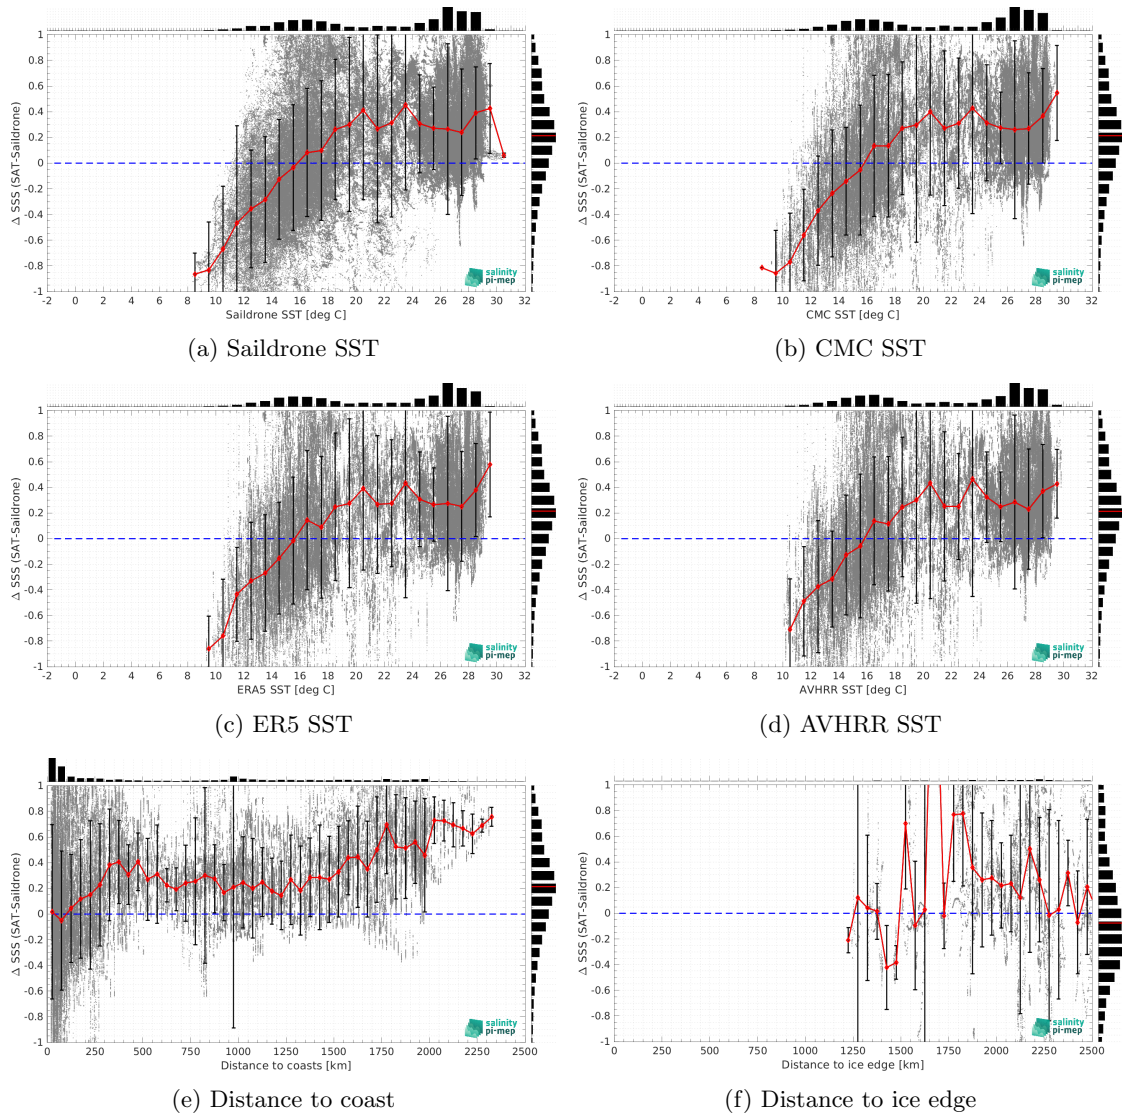 1
0.8
0.6
0.4
0.2
0
-0.2
-0.4
-0.6
-0.8
-1
Δ SSS (SAT-Saildrone)
salinity
pi-mep
-2 0 2 4 6 8 10 12 14 16 18 20 22 24 26 28 30 32
Saildrone SST [deg C]
(a) Saildrone SST
1
0.8
0.6
0.4
0.2
0
-0.2
-0.4
-0.6
-0.8
-1
Δ SSS (SAT-Saildrone)
salinity
pi-mep
-2 0 2 4 6 8 10 12 14 16 18 20 22 24 26 28 30 32
CMC SST [deg C]
(b) CMC SST
1
0.8
0.6
0.4
0.2
0
-0.2
-0.4
-0.6
-0.8
-1
Δ SSS (SAT-Saildrone)
salinity
pi-mep
-2 0 2 4 6 8 10 12 14 16 18 20 22 24 26 28 30 32
ERA5 SST [deg C]
(c) ER5 SST
1
0.8
0.6
0.4
0.2
0
-0.2
-0.4
-0.6
-0.8
-1
Δ SSS (SAT-Saildrone)
salinity
pi-mep
-2 0 2 4 6 8 10 12 14 16 18 20 22 24 26 28 30 32
AVHRR SST [deg C]
(d) AVHRR SST
1
0.8
0.6
0.4
0.2
0
-0.2
-0.4
-0.6
-0.8
-1
Δ SSS (SAT-Saildrone)
salinity
pi-mep
0 250 500 750 1000 1250 1500 1750 2000 2250 2500
Distance to coasts [km]
(e) Distance to coast
1
0.8
0.6
0.4
0.2
0
-0.2
-0.4
-0.6
-0.8
-1
Δ SSS (SAT-Saildrone)
salinity
pi-mep
0 250 500 750 1000 1250 1500 1750 2000 2250 2500
Distance to ice edge [km]
(f) Distance to ice edge